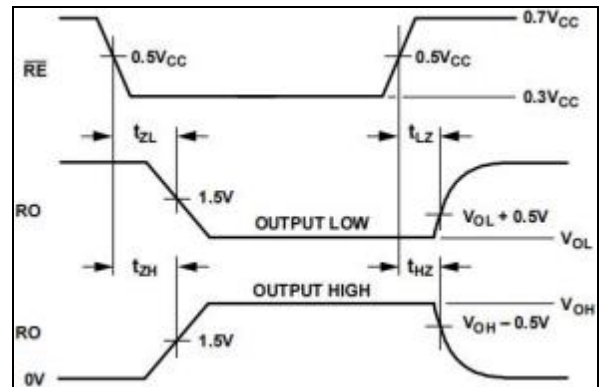 0.7VCC
RE
0.5VCC
0.5VCC
0.3VCC
tZL
tLZ
RO
1.5V
OUTPUT LOW
VOL + 0.5V
VOL
tZH
tHZ
OUTPUT HIGH
VOH
RO
1.5V
VOH – 0.5V
0V